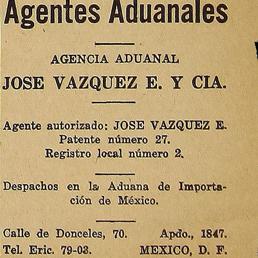 Agentes Aduanales
AGENCIA ADUANAL
JOSE VAZQUEZ E. Y CIA.
Agente autorizado: JOSE VAZQUEZ E.
Patente número 27.
Registro local número 2.
Despachos en la Aduana de Importa-
ción de México.
Calle de Donceles, 70. Apdo., 1847.
Tel. Eric. 79-03. MEXICO, D. F.